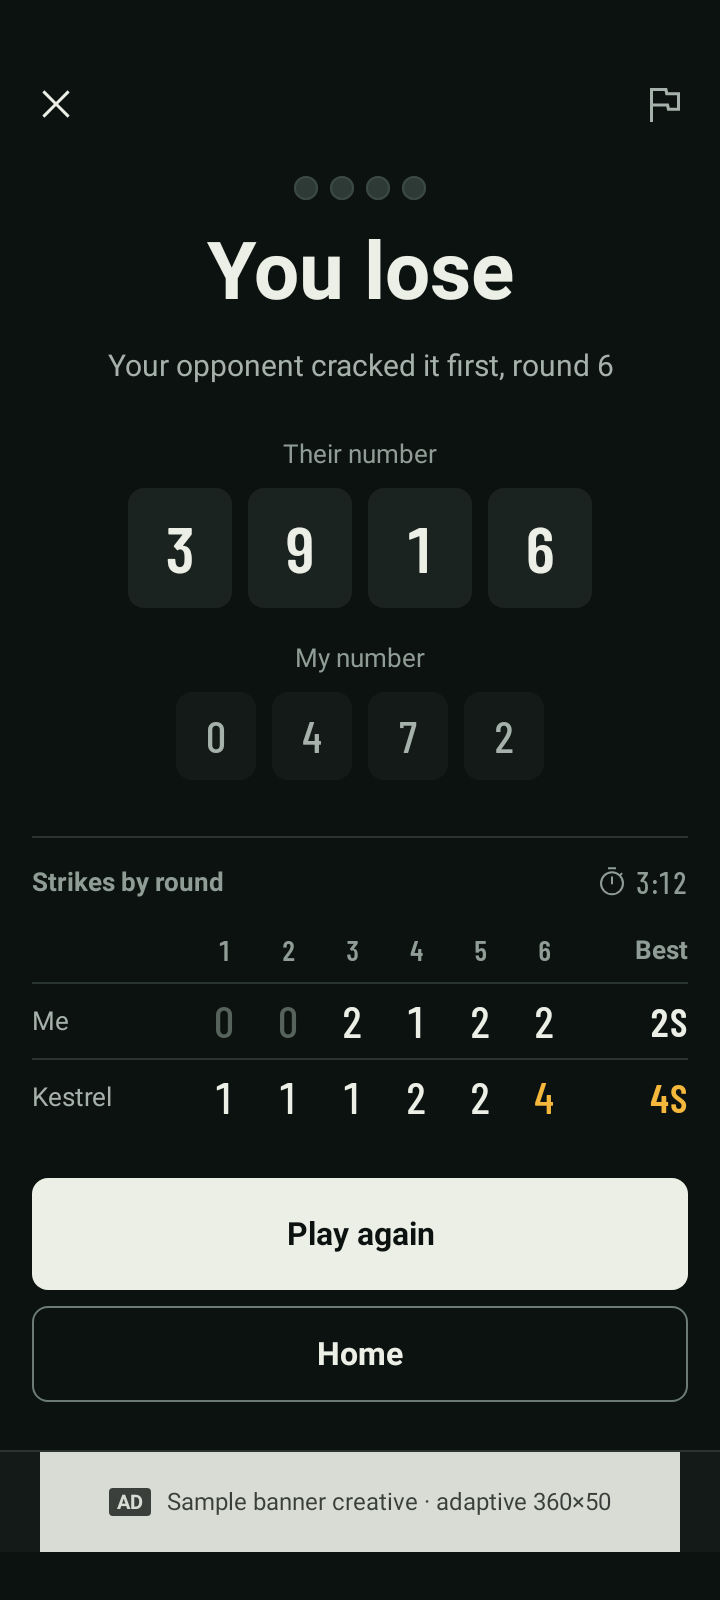 You lose
Your opponent cracked it first, round 6
Their number
3 9 1 6
My number
0 4 7 2
Strikes by round 3:12
1 2 3 4 5 6 Best
Me 0 0 2 1 2 2 2S
Kestrel 1 1 1 2 2 4 4S
Play again
Home
AD Sample banner creative · adaptive 360×50